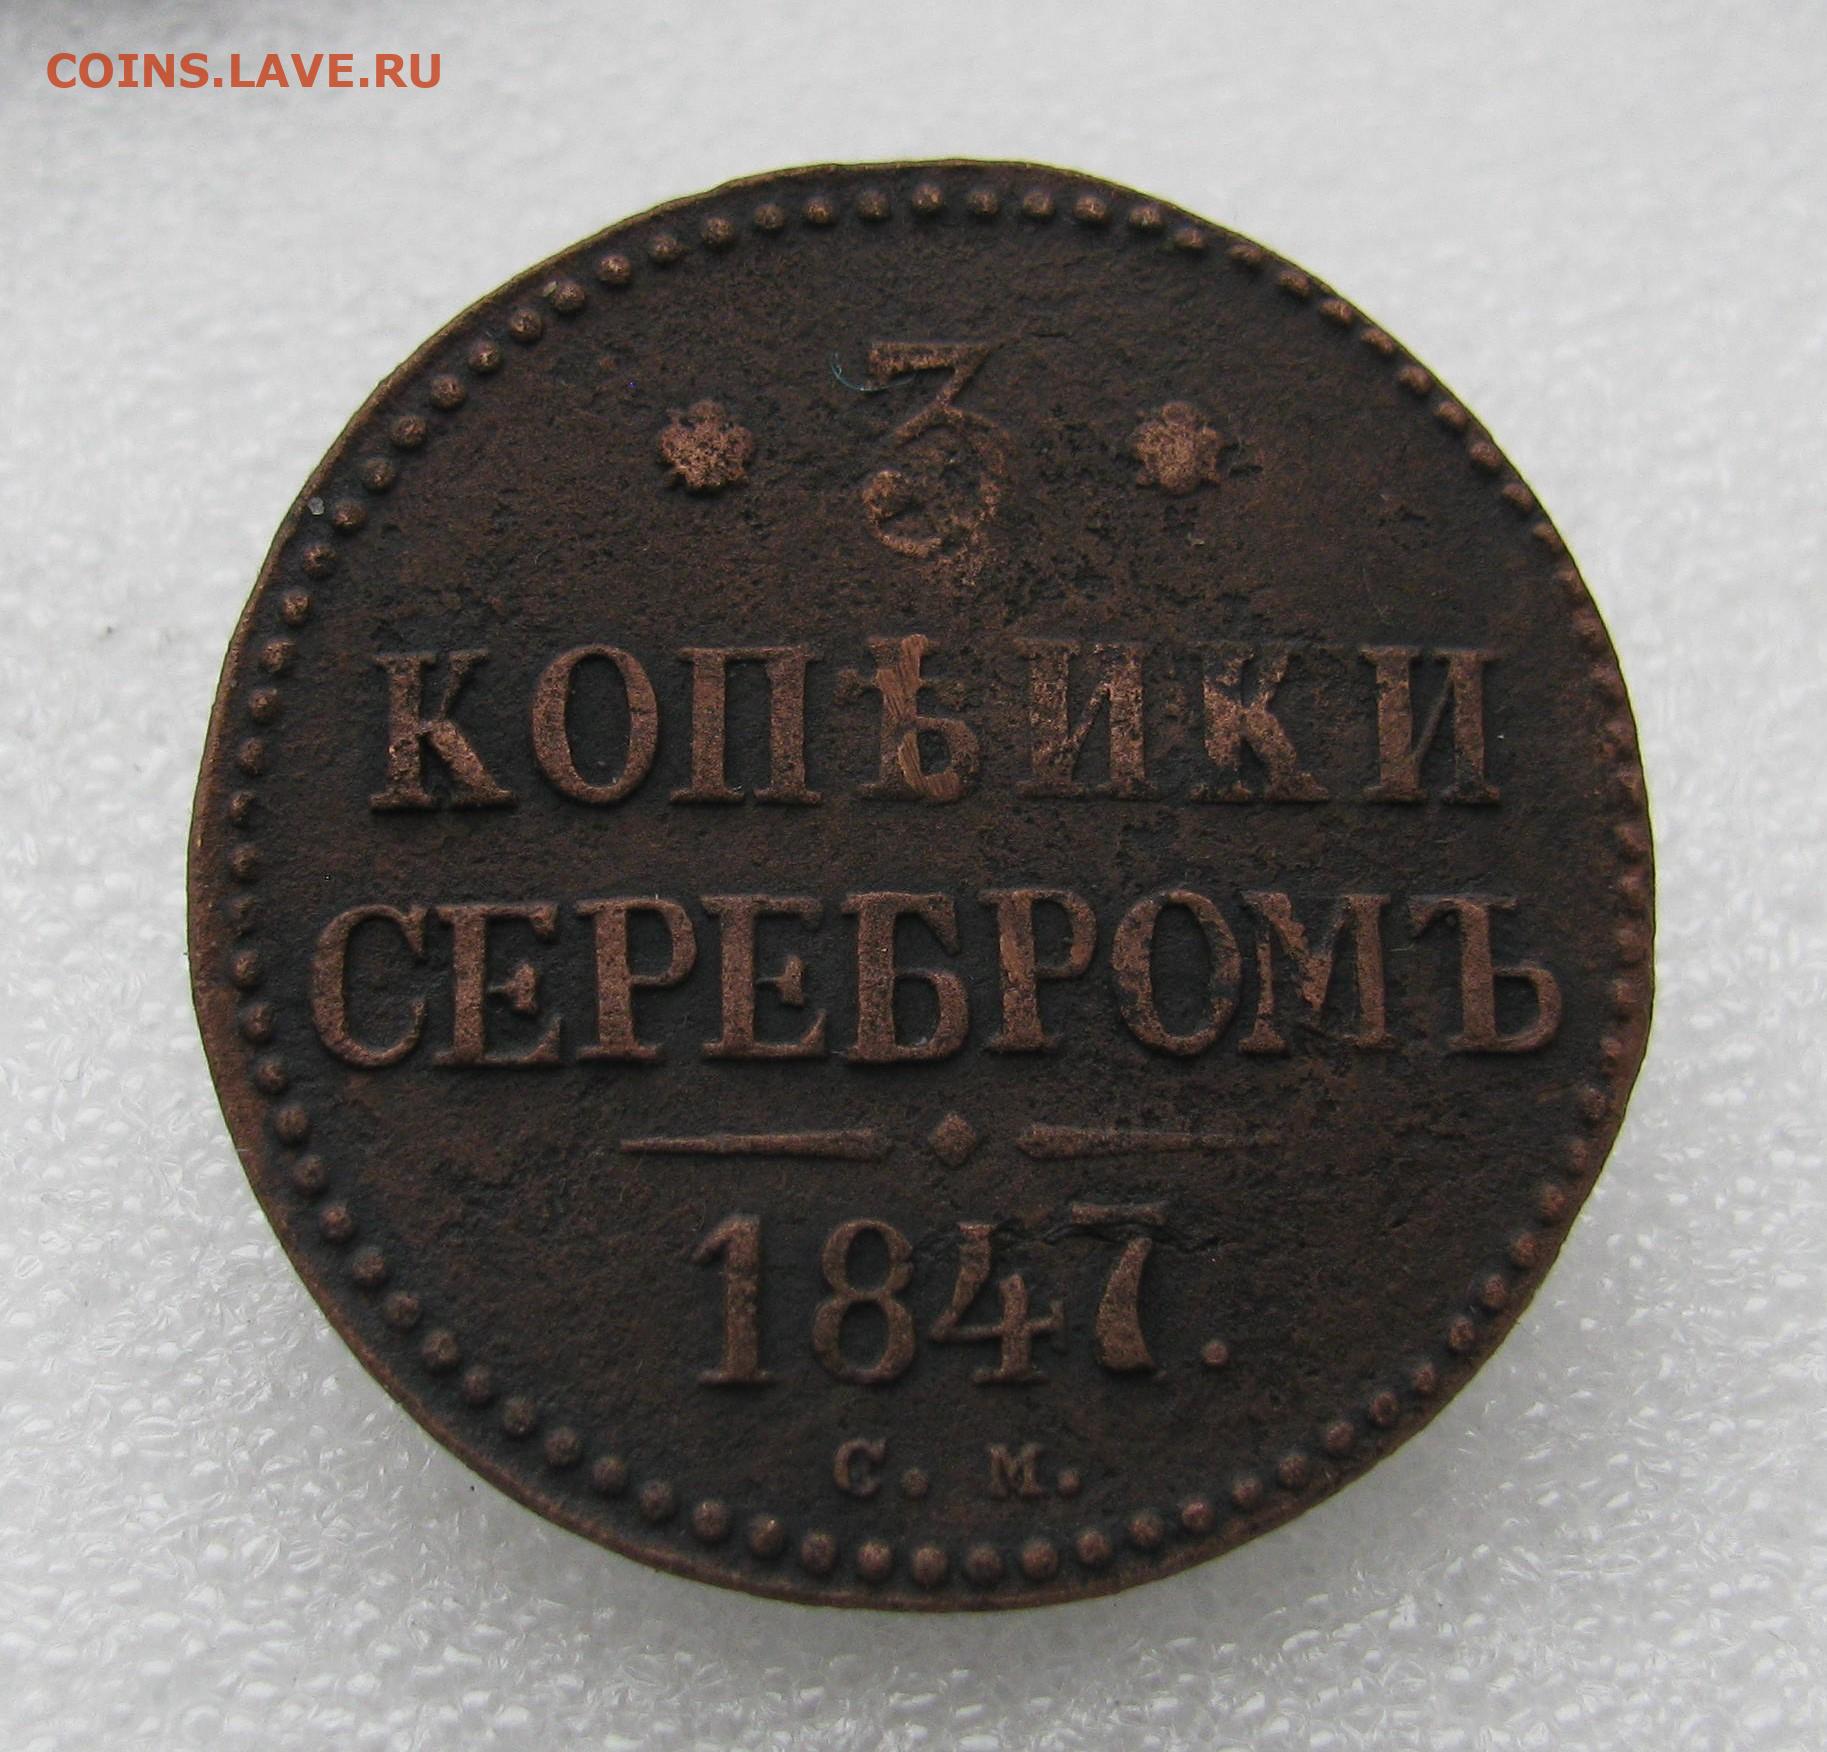 COINS.LAVE.RU
3
КОПѢЙКИ
СЕРЕБРОМЪ
1847.
С. М.